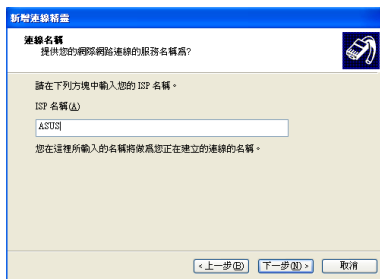 新增連線精靈
連線名稱
提供您的網際網路連線的服務名稱為?
請在下列方塊中輸入您的 ISP 名稱。
ISP 名稱(A)
ASUS
您在這裡所輸入的名稱將做為您正在建立的連線的名稱。
<上一步(B) 下一步(N)> 取消